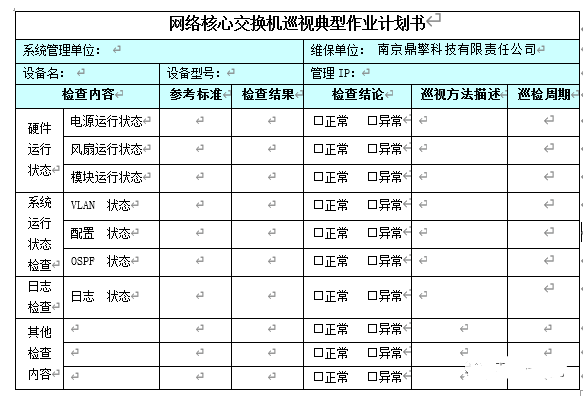 网络核心交换机巡视典型作业计划书
系统管理单位： 维保单位： 南京鼎擎科技有限责任公司
设备名： 设备型号： 管理 IP：
检查内容 参考标准 检查结果 检查结论 巡视方法描述 巡检周期
硬件运行状态
电源运行状态 □正常 □异常
风扇运行状态 □正常 □异常
模块运行状态 □正常 □异常
系统运行状态检查
VLAN 状态 □正常 □异常
配置 状态 □正常 □异常
OSPF 状态 □正常 □异常
日志检查
日志 状态 □正常 □异常
其他检查内容
□正常 □异常
□正常 □异常
□正常 □异常